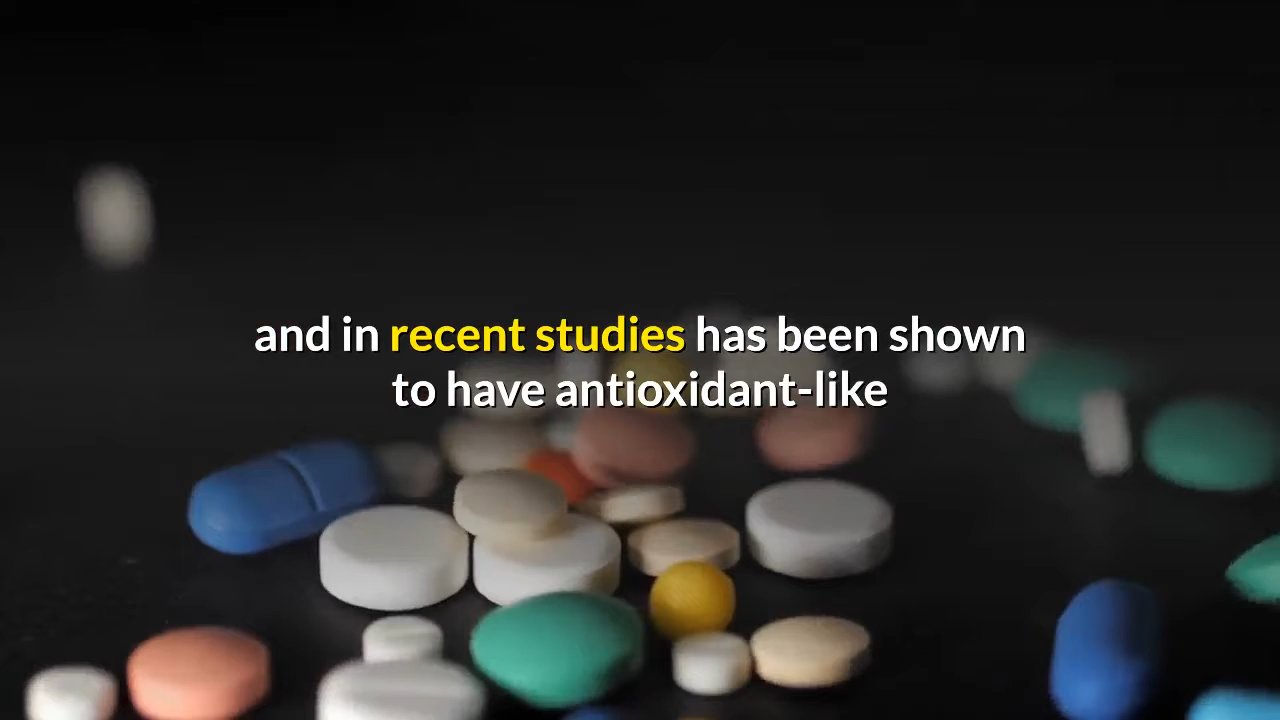 and in recent studies has been shown
to have antioxidant-like